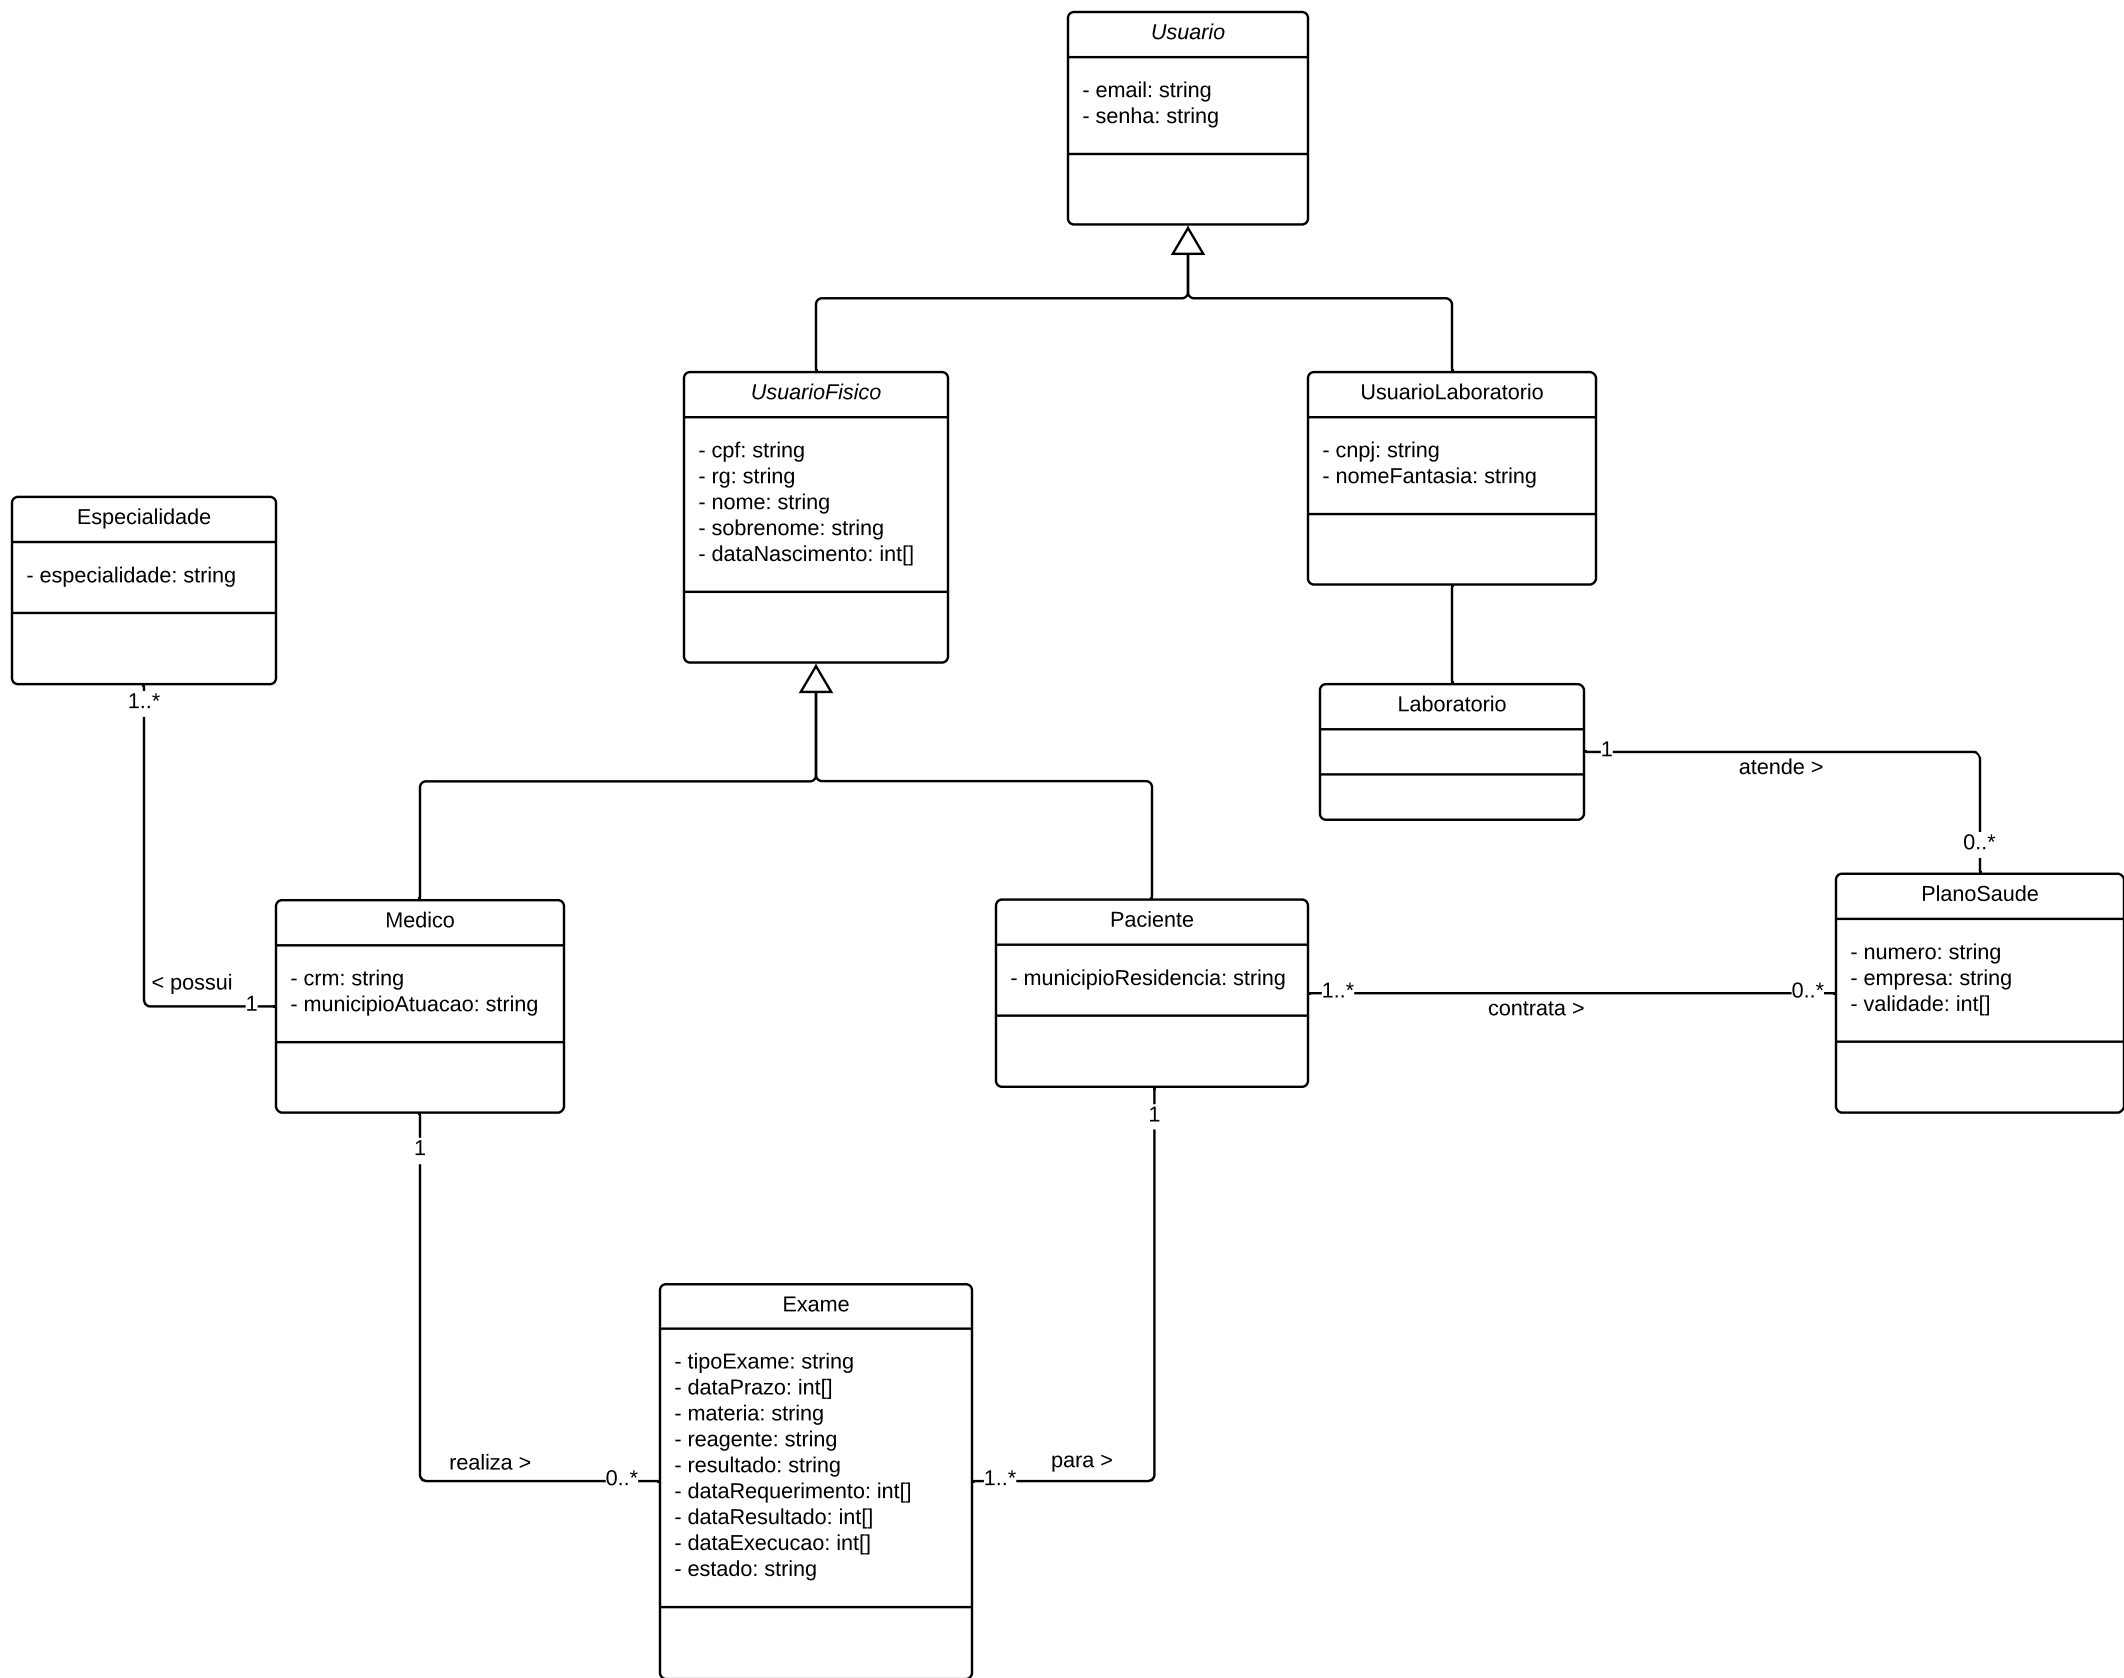 Usuario
- email: string
- senha: string
UsuarioFisico
- cpf: string
- rg: string
- nome: string
- sobrenome: string
- dataNascimento: int[]
UsuarioLaboratorio
- cnpj: string
- nomeFantasia: string
Especialidade
- especialidade: string
1..*
< possui
1
Laboratorio
1
atende >
0..*
Medico
- crm: string
- municipioAtuacao: string
1
Paciente
- municipioResidencia: string
1
1..*
contrata >
0..*
PlanoSaude
- numero: string
- empresa: string
- validade: int[]
Exame
- tipoExame: string
- dataPrazo: int[]
- materia: string
- reagente: string
- resultado: string
- dataRequerimento: int[]
- dataResultado: int[]
- dataExecucao: int[]
- estado: string
realiza >
0..*
1..*
para >